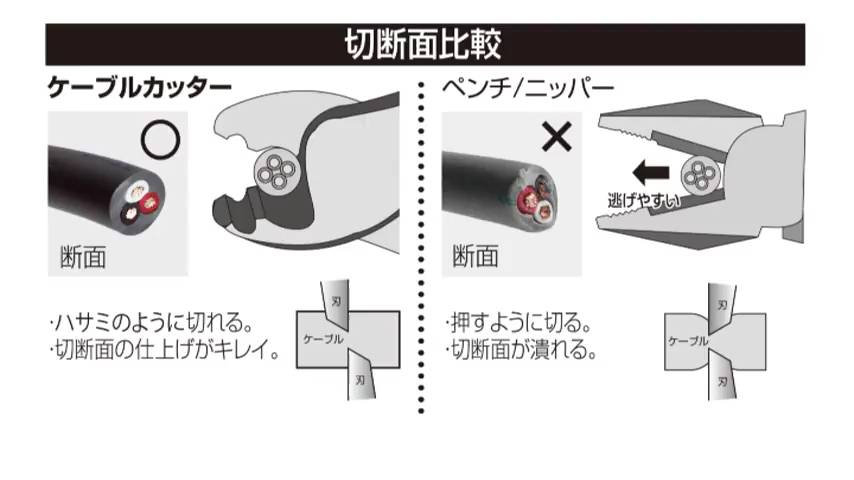 切断面比較
ケーブルカッター
断面
・ハサミのように切れる。
・切断面の仕上げがキレイ。
刃
ケーブル
刃
ペンチ/ニッパー
断面
逃げやすい
・押すように切る。
・切断面が潰れる。
刃
ケーブル
刃